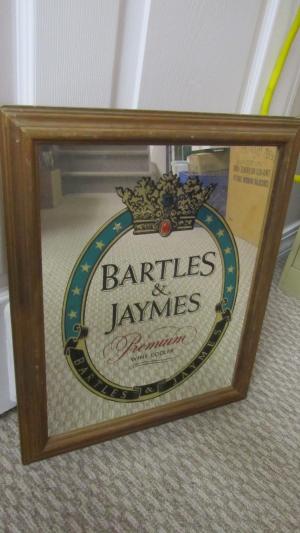 BARTLES
&
JAYMES
Premium
WINE COOLER
BARTLES & JAYMES